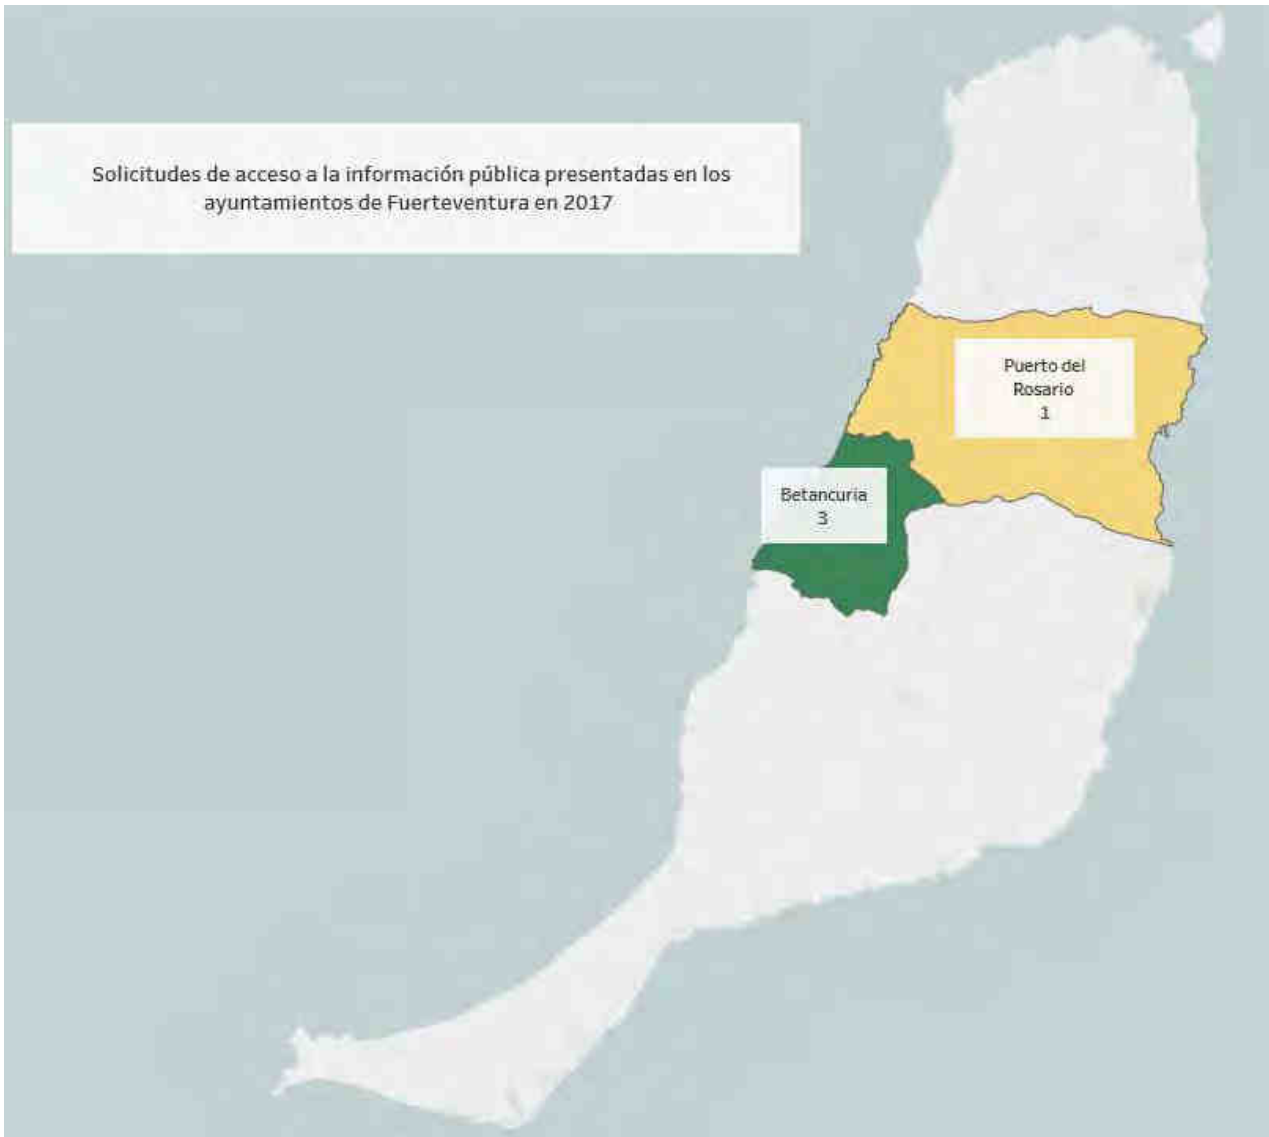 Solicitudes de acceso a la información pública presentadas en los
ayuntamientos de Fuerteventura en 2017
Puerto del
Rosario
1
Betancuria
3